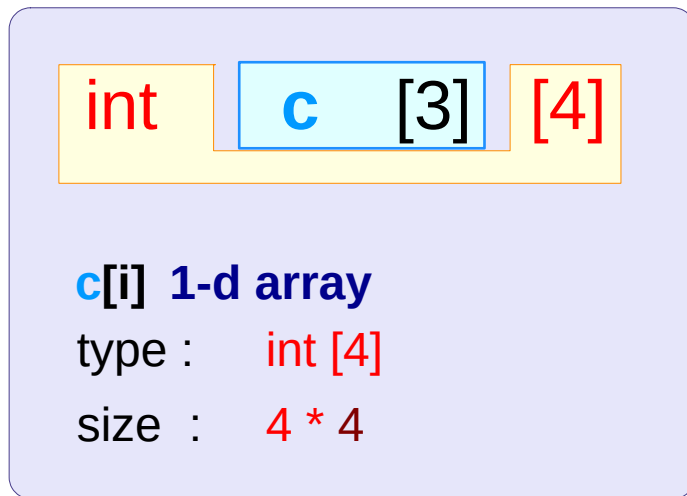 int c [3] [4]
c[i] 1-d array
type : int [4]
size : 4 * 4